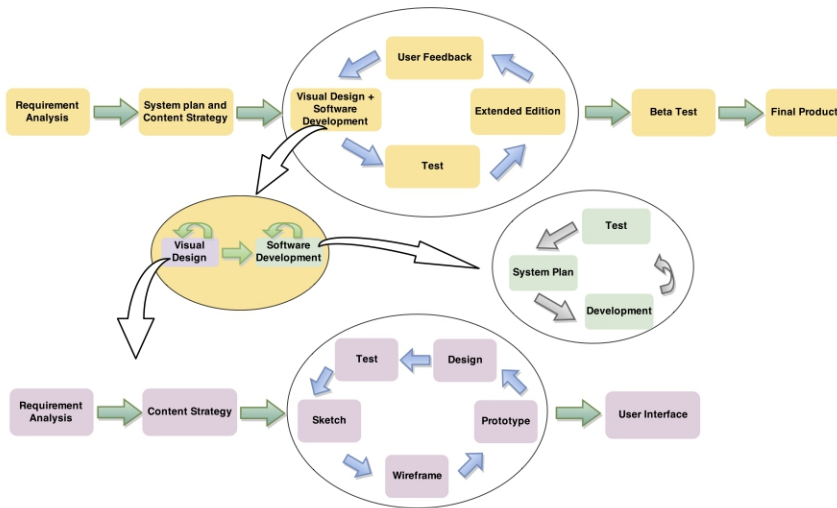 User Feedback
Requirement
Analysis
System plan and
Content Strategy
Visual Design +
Software
Development
Extended Edition
Beta Test
Final Product
Test
Visual
Design
Software
Development
Test
System Plan
Development
Test
Design
Requirement
Analysis
Content Strategy
Sketch
Prototype
User Interface
Wireframe